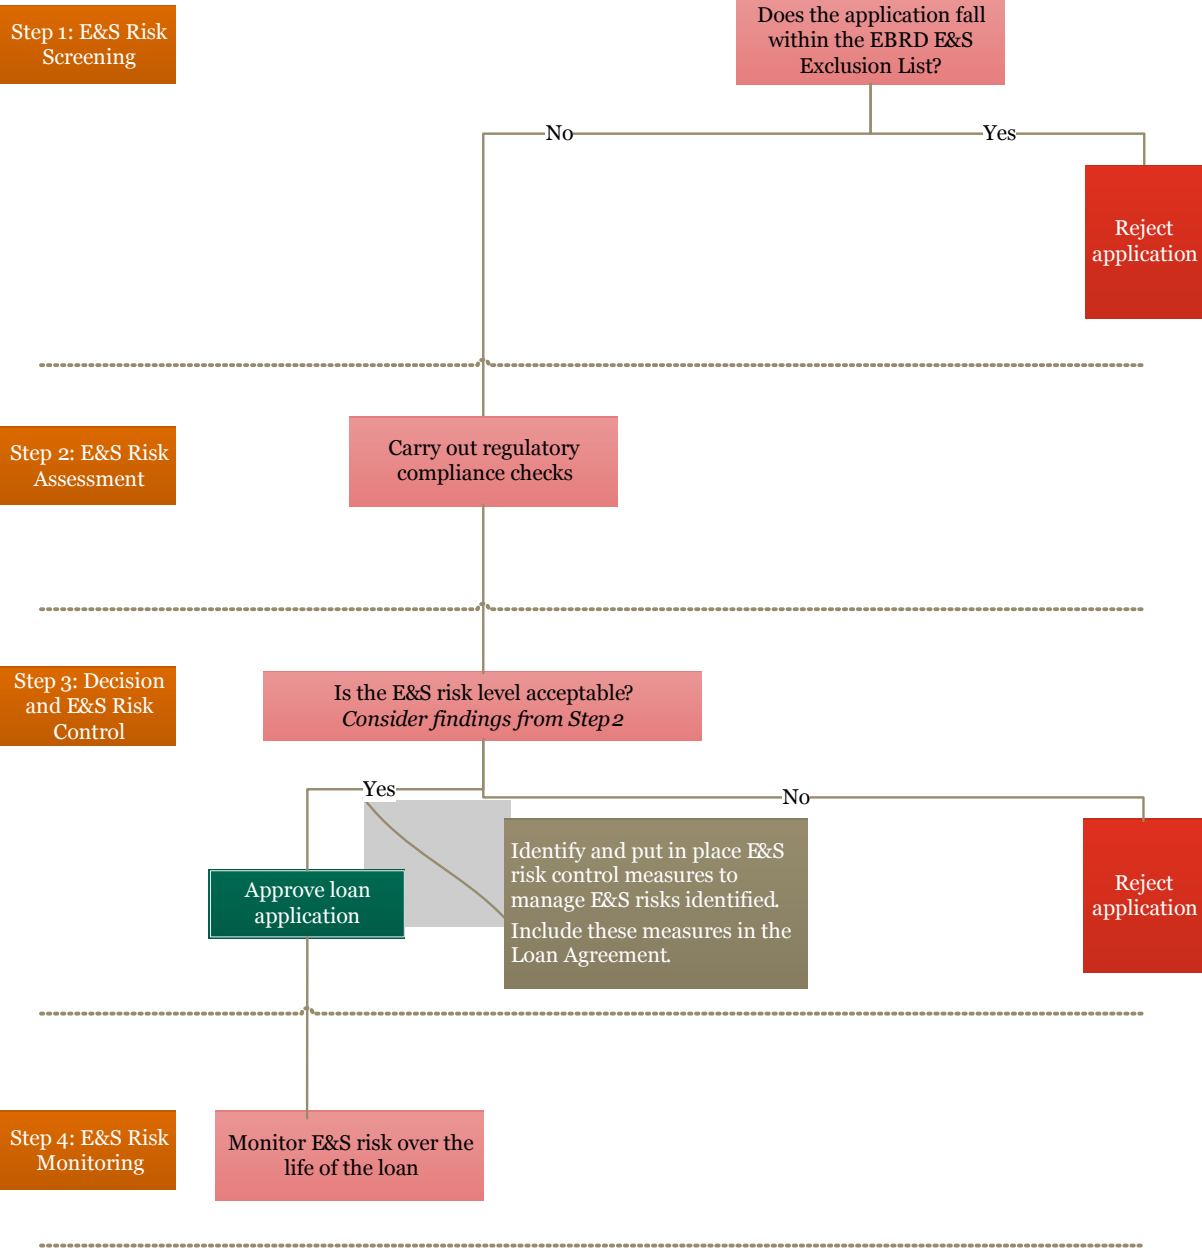 Step 1: E&S Risk
Screening
Does the application fall
within the EBRD E&S
Exclusion List?
No
Yes
Reject
application
Step 2: E&S Risk
Assessment
Carry out regulatory
compliance checks
Step 3: Decision
and E&S Risk
Control
Is the E&S risk level acceptable?
Consider findings from Step 2
Yes
No
Approve loan
application
Identify and put in place E&S
risk control measures to
manage E&S risks identified.
Include these measures in the
Loan Agreement.
Reject
application
Step 4: E&S Risk
Monitoring
Monitor E&S risk over the
life of the loan